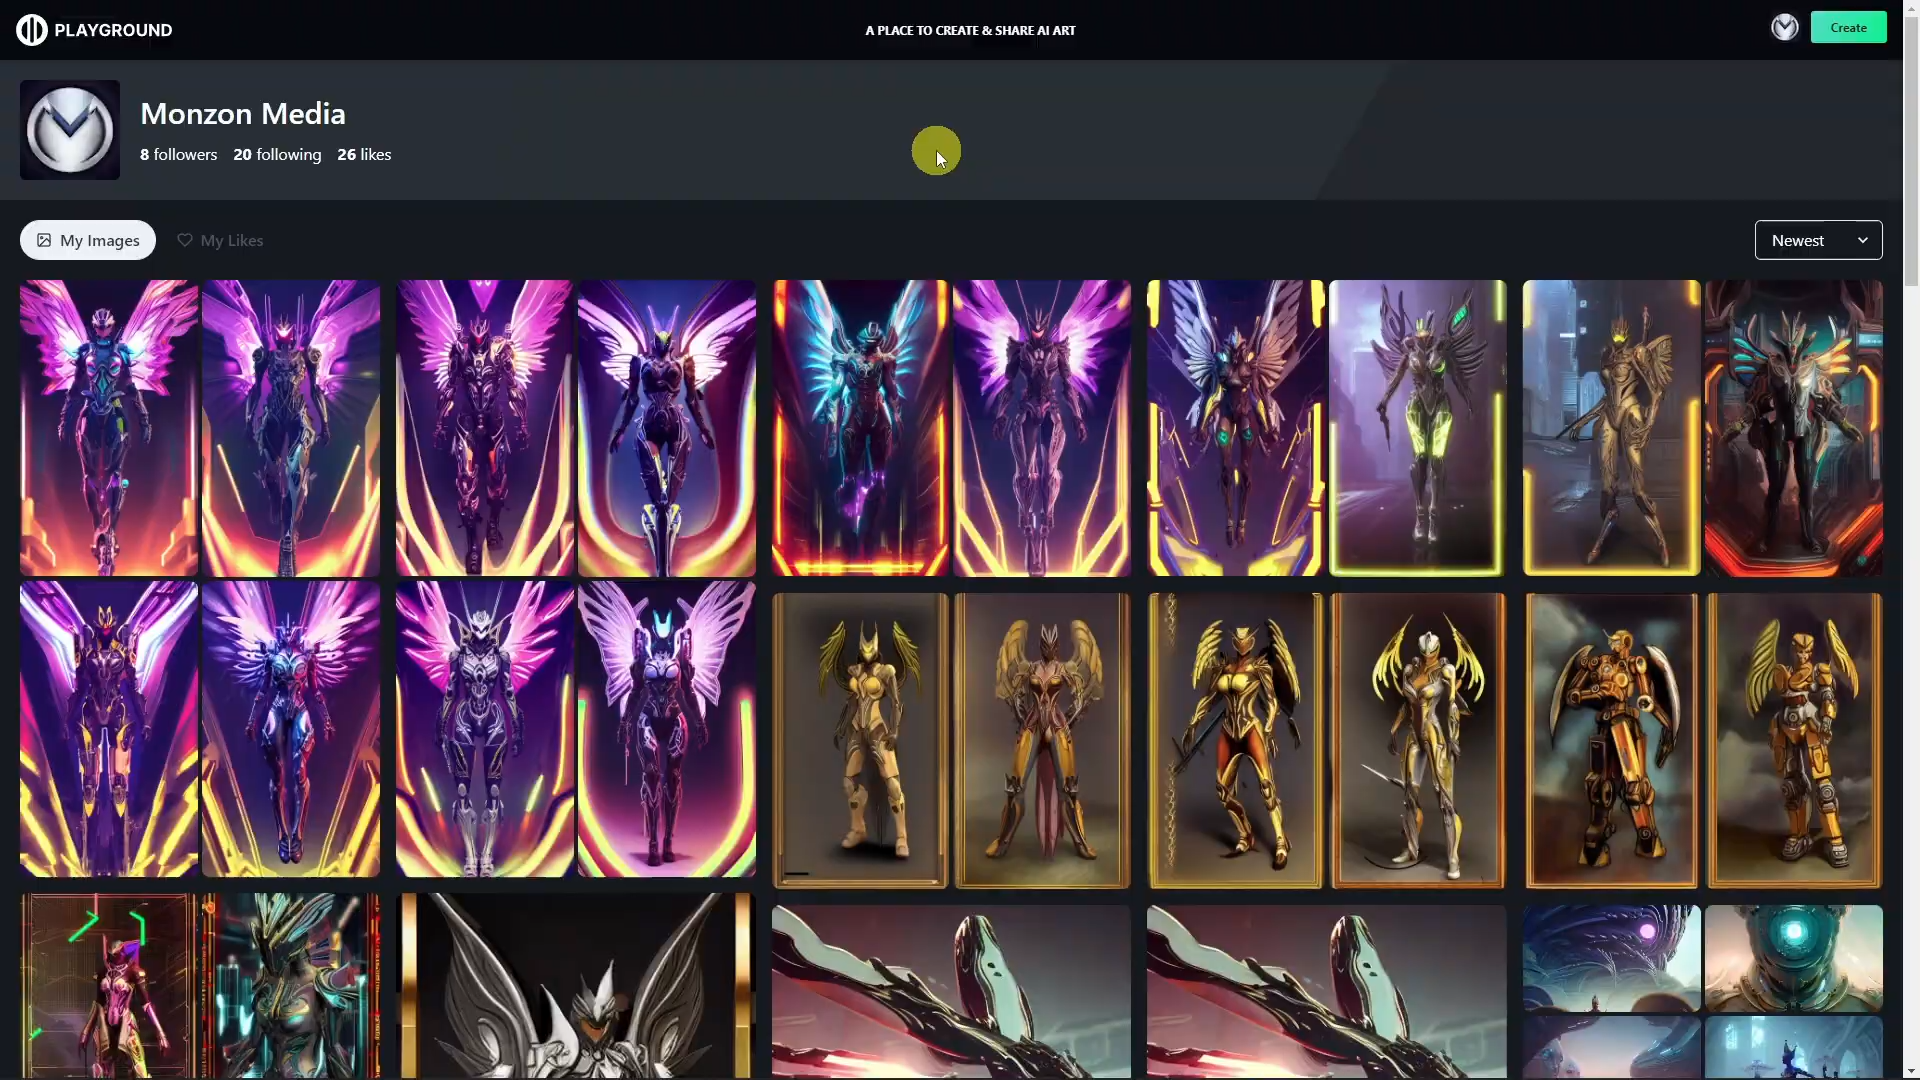 PLAYGROUND
A PLACE TO CREATE & SHARE AI ART
Create
Monzon Media
8 followers 20 following 26 likes
My Images
My Likes
Newest